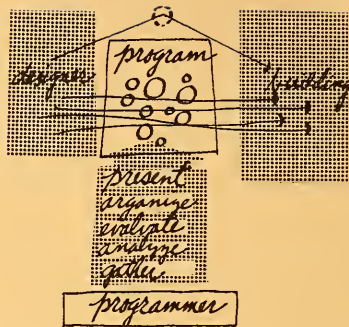 program
designer
building
present
organize
evaluate
analyze
gather
programmer